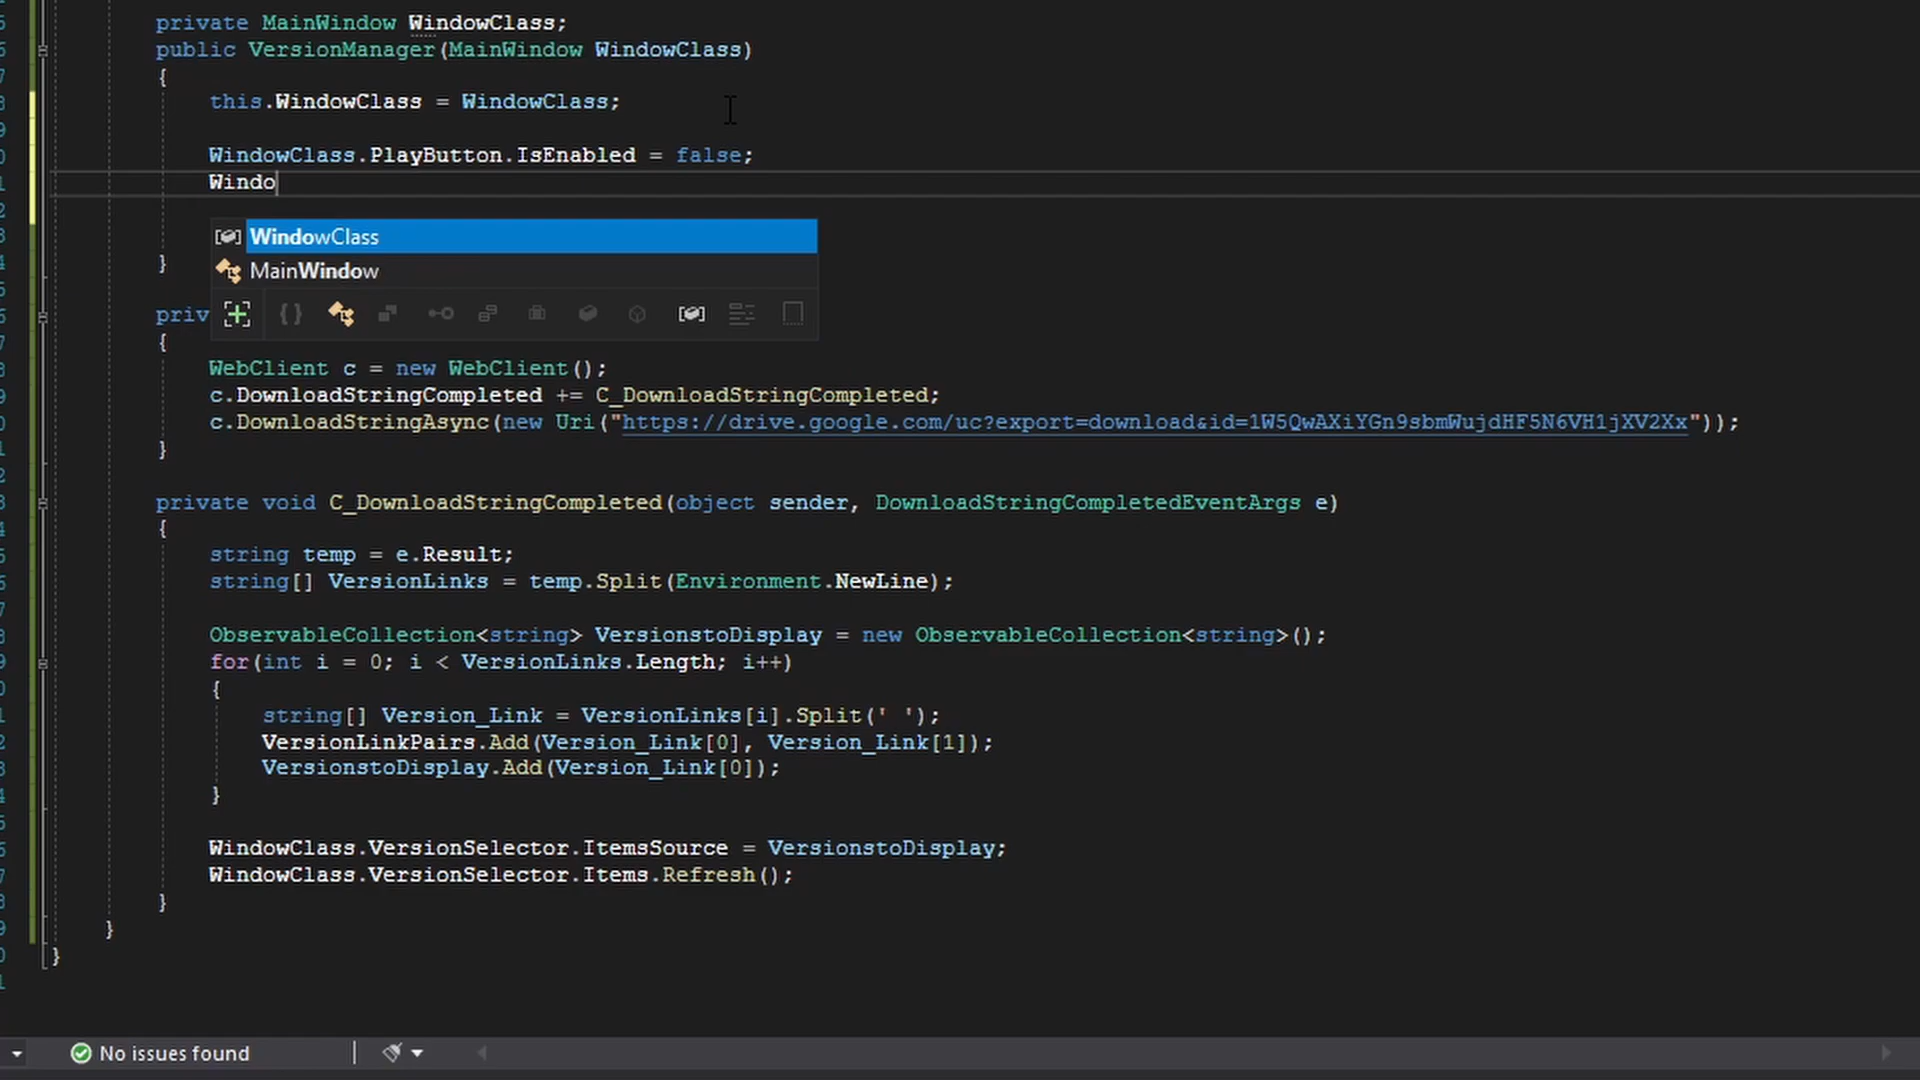 private MainWindow WindowClass;
public VersionManager(MainWindow WindowClass)
{
this.WindowClass = WindowClass;
WindowClass.PlayButton.IsEnabled = false;
Windo
WindowClass
MainWindow
}
priv
{
WebClient c = new WebClient();
c.DownloadStringCompleted += C_DownloadStringCompleted;
c.DownloadStringAsync(new Uri("https://drive.google.com/uc?export=download&id=1W5QwAXiYGn9sbmWujdHF5N6VH1jXV2Xx"));
}
private void C_DownloadStringCompleted(object sender, DownloadStringCompletedEventArgs e)
{
string temp = e.Result;
string[] VersionLinks = temp.Split(Environment.NewLine);
ObservableCollection<string> VersionstoDisplay = new ObservableCollection<string>();
for(int i = 0; i < VersionLinks.Length; i++)
{
string[] Version_Link = VersionLinks[i].Split(' ');
VersionLinkPairs.Add(Version_Link[0], Version_Link[1]);
VersionstoDisplay.Add(Version_Link[0]);
}
WindowClass.VersionSelector.ItemsSource = VersionstoDisplay;
WindowClass.VersionSelector.Items.Refresh();
}
}
}
No issues found